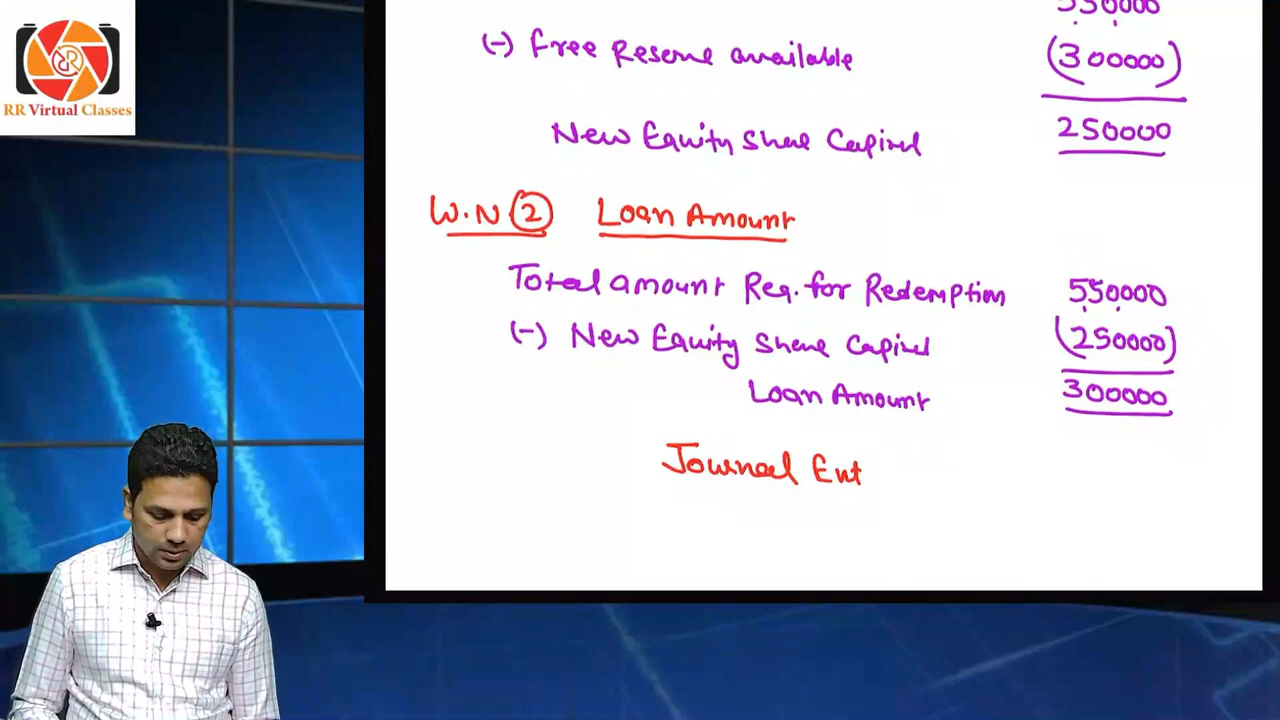 RR Virtual Classes
550000
(-) Free Reserve available (300000)
New Equity Share Capital 250000
W.N. 2 Loan Amount
Total amount Req. for Redemption 550000
(-) New Equity Share Capital (250000)
Loan Amount 300000
Journal Ent